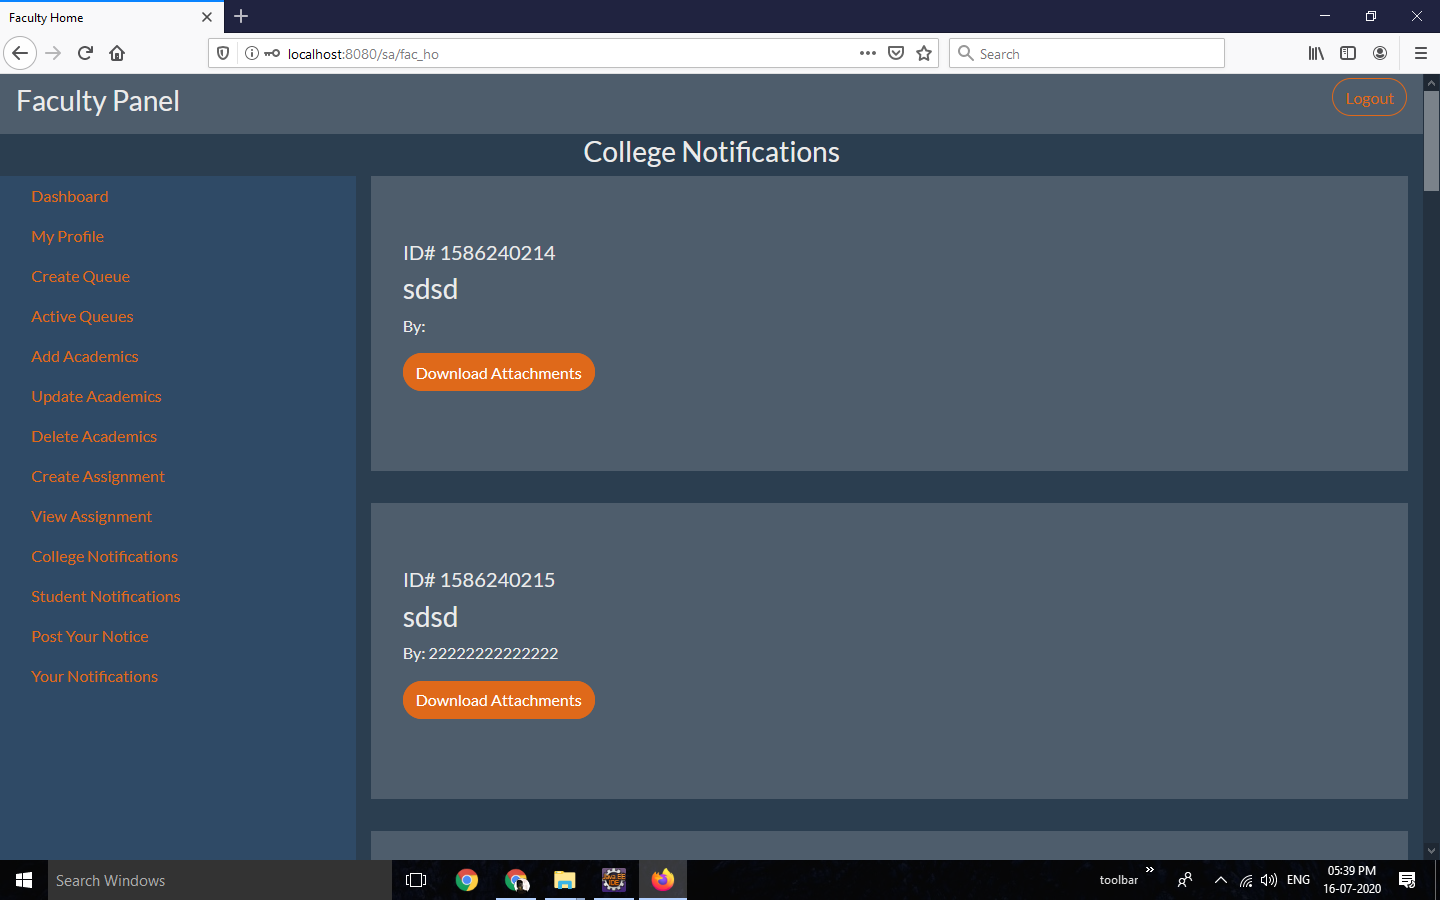 Faculty Home
localhost:8080/sa/fac_ho
Search
Faculty Panel
Logout
College Notifications
Dashboard
My Profile
Create Queue
Active Queues
Add Academics
Update Academics
Delete Academics
Create Assignment
View Assignment
College Notifications
Student Notifications
Post Your Notice
Your Notifications
ID# 1586240214
sdsd
By:
Download Attachments
ID# 1586240215
sdsd
By: 22222222222222
Download Attachments
Search Windows
Java EE
IDE
toolbar
ENG
05:39 PM
16-07-2020